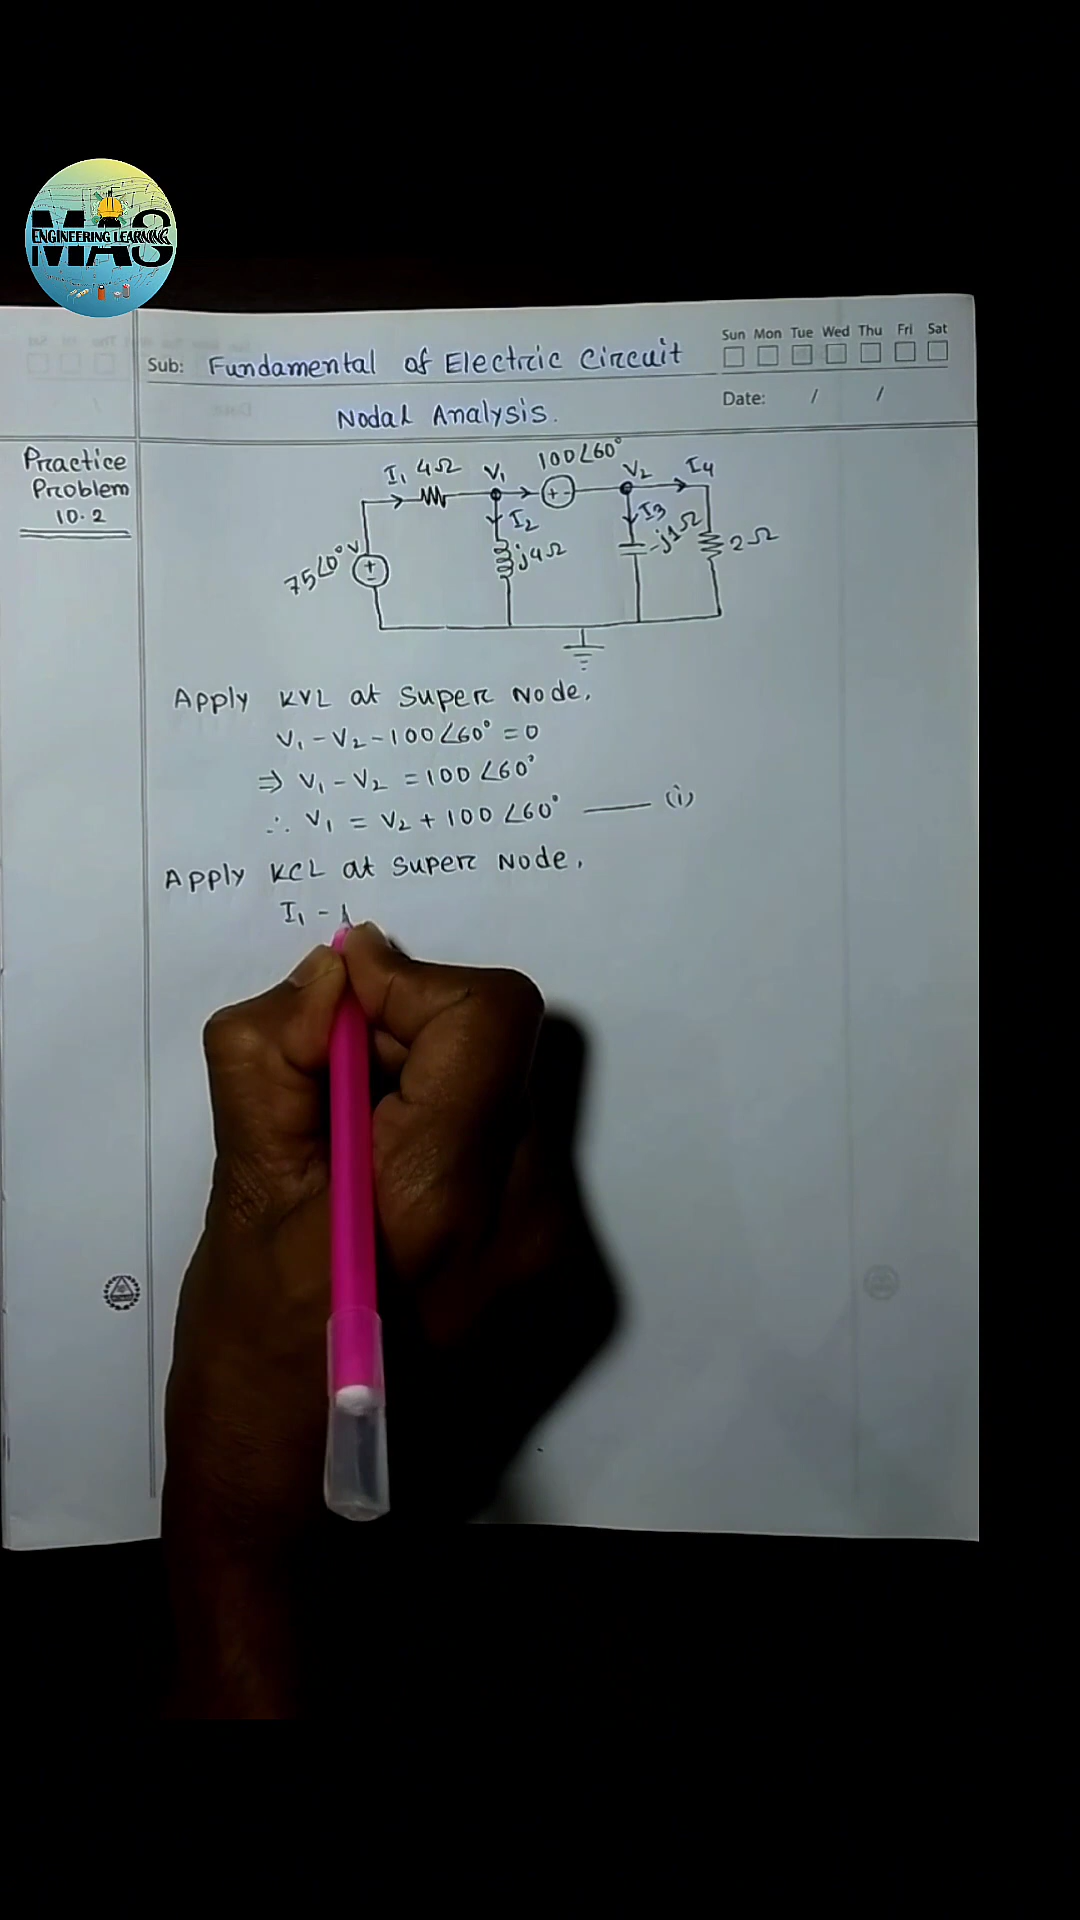 MAS
ENGINEERING LEARNING
Sub: Fundamental of Electric Circuit
Sun Mon Tue Wed Thu Fri Sat
Nodal Analysis.
Date: / /
Practice
Problem
10.2
I₁ 4Ω V₁ 100∠60° V₂ I₄
I₂ I₃
75∠0° V j4Ω -j1Ω 2Ω
Apply KVL at Super Node,
V₁ - V₂ - 100∠60° = 0
⇒ V₁ - V₂ = 100∠60°
∴ V₁ = V₂ + 100∠60° —— (i)
Apply KCL at Super Node,
I₁ -